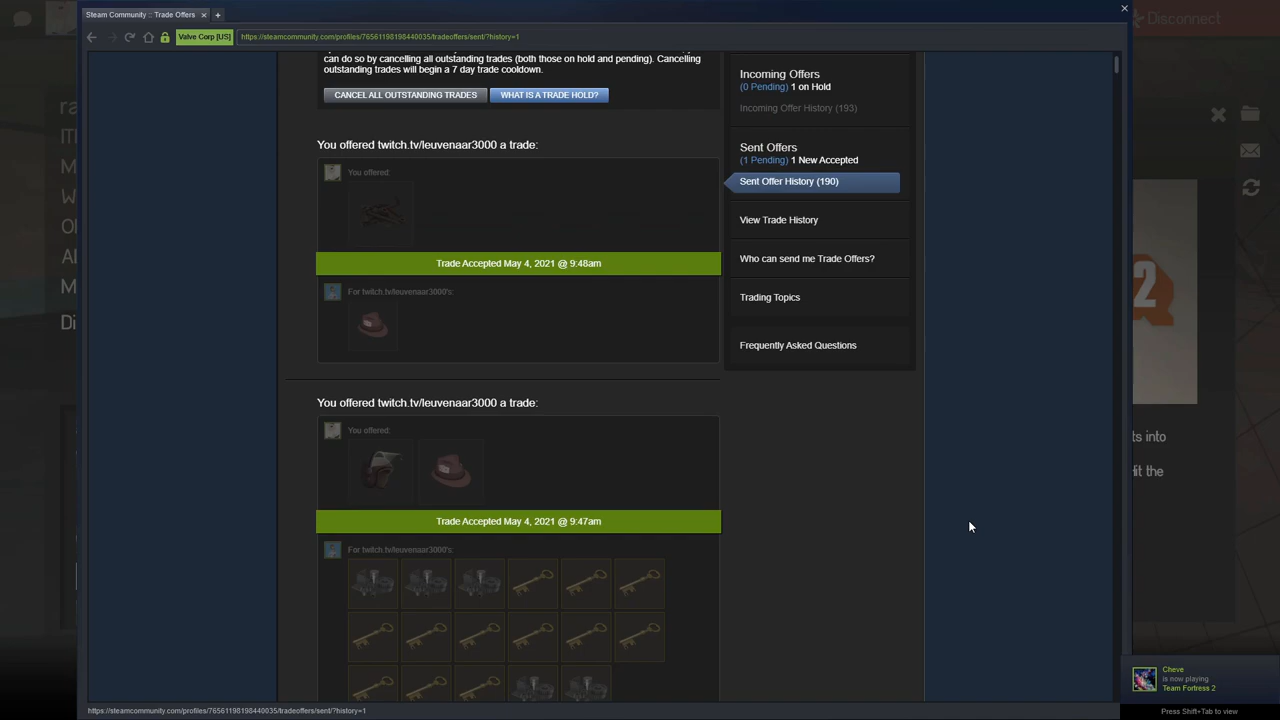 Steam Community :: Trade Offers
Disconnect
Valve Corp [US]
https://steamcommunity.com/profiles/76561198198440035/tradeoffers/sent/?history=1
can do so by cancelling all outstanding trades (both those on hold and pending). Cancelling
outstanding trades will begin a 7 day trade cooldown.
CANCEL ALL OUTSTANDING TRADES
WHAT IS A TRADE HOLD?
You offered twitch.tv/leuvenaar3000 a trade:
You offered:
Trade Accepted May 4, 2021 @ 9:48am
For twitch.tv/leuvenaar3000's:
You offered twitch.tv/leuvenaar3000 a trade:
You offered:
Trade Accepted May 4, 2021 @ 9:47am
For twitch.tv/leuvenaar3000's:
Incoming Offers
(0 Pending) 1 on Hold
Incoming Offer History (193)
Sent Offers
(1 Pending) 1 New Accepted
Sent Offer History (190)
View Trade History
Who can send me Trade Offers?
Trading Topics
Frequently Asked Questions
2
ts into
it the
Cheve
is now playing
Team Fortress 2
Press Shift+Tab to view
https://steamcommunity.com/profiles/76561198198440035/tradeoffers/sent/?history=1